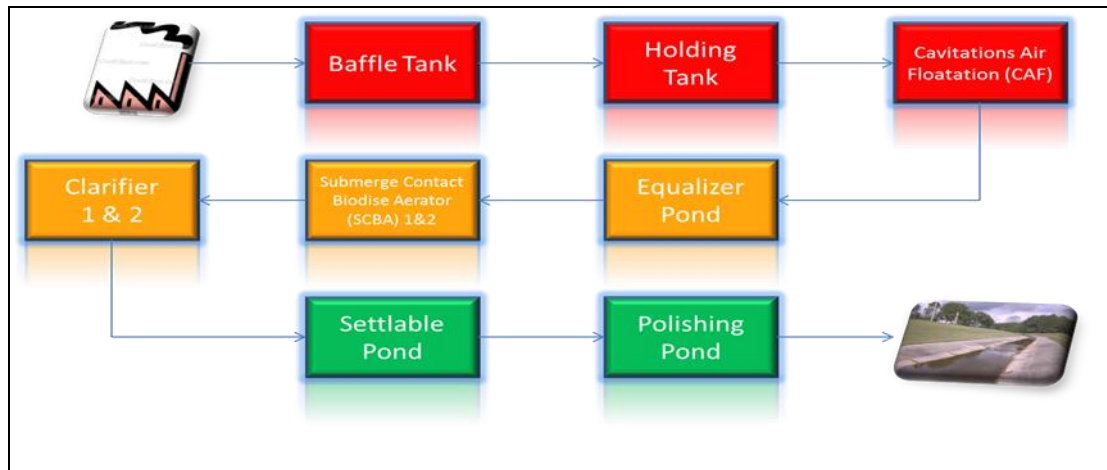 Baffle Tank
Holding
Tank
Cavitations Air
Floatation (CAF)
Clarifier
1 & 2
Submerge Contact
Biodise Aerator
(SCBA) 1&2
Equalizer
Pond
Settlable
Pond
Polishing
Pond